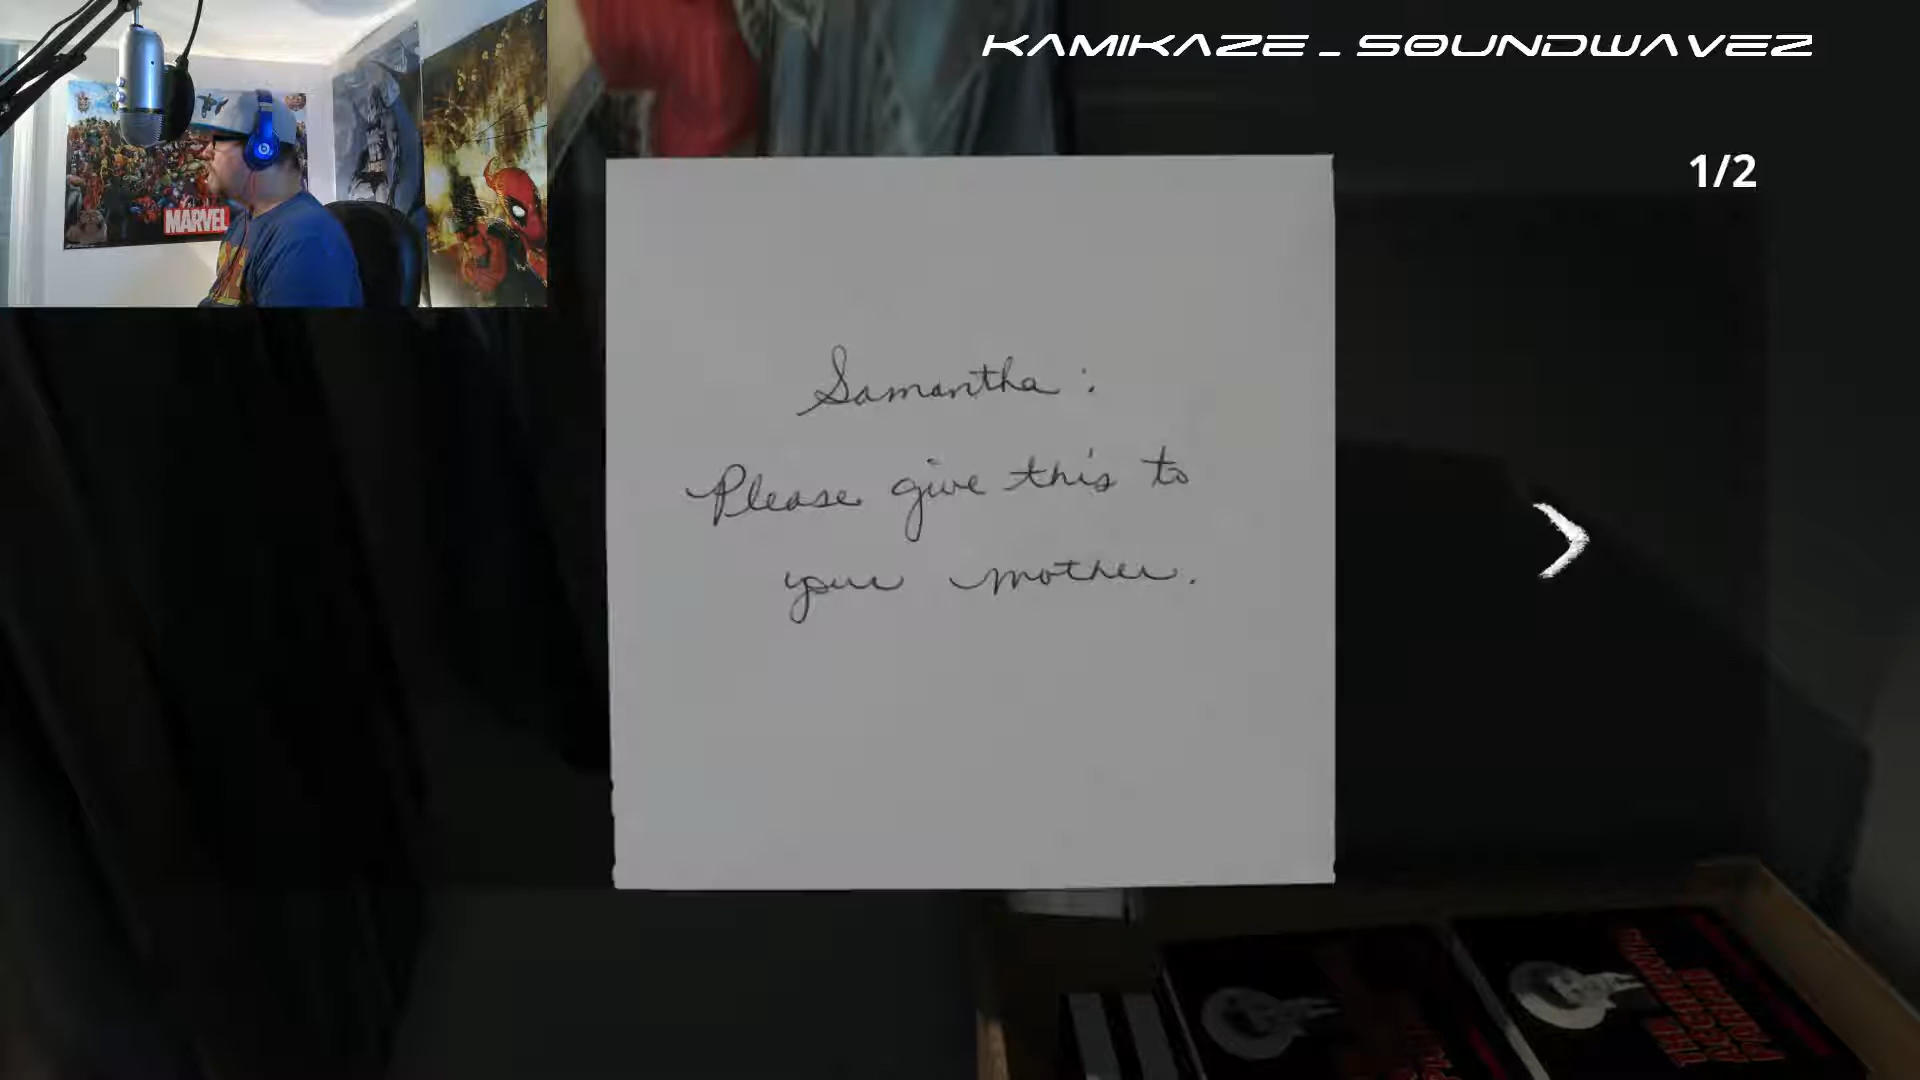 KAMIKAZE _ SOUNDWAVEZ
1/2
MARVEL
Samantha :
Please give this to
your mother.